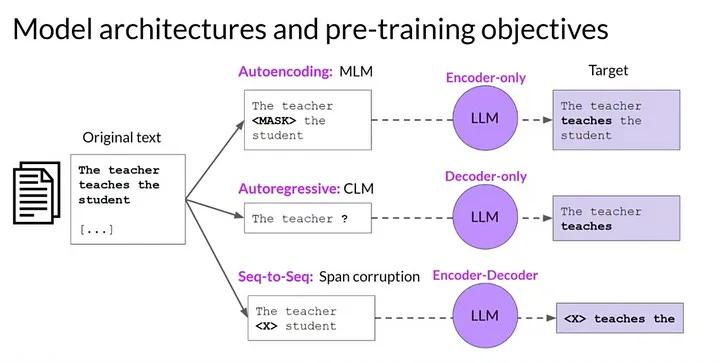 Model architectures and pre-training objectives
Original text
The teacher
teaches the
student
[...]
Autoencoding: MLM
The teacher
<MASK> the
student
Encoder-only
LLM
Target
The teacher
teaches the
student
Autoregressive: CLM
The teacher ?
Decoder-only
LLM
The teacher
teaches
Seq-to-Seq: Span corruption
The teacher
<X> student
Encoder-Decoder
LLM
<X> teaches the